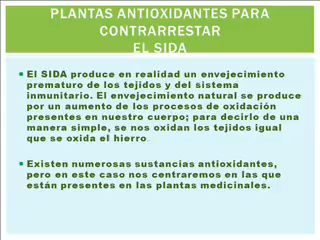 PLANTAS ANTIOXIDANTES PARA
CONTRARRESTAR
EL SIDA
El SIDA produce en realidad un envejecimiento
prematuro de los tejidos y del sistema
inmunitario. El envejecimiento natural se produce
por un aumento de los procesos de oxidación
presentes en nuestro cuerpo; para decirlo de una
manera simple, se nos oxidan los tejidos igual
que se oxida el hierro.
Existen numerosas sustancias antioxidantes,
pero en este caso nos centraremos en las que
están presentes en las plantas medicinales.